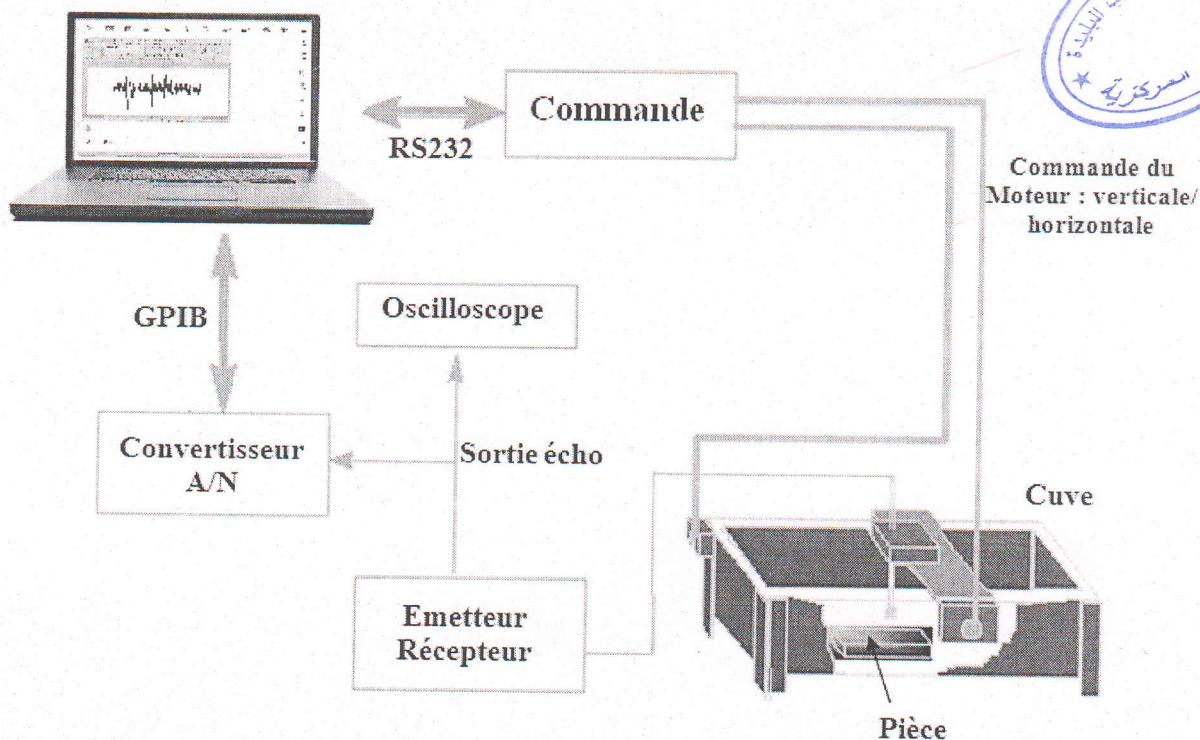 Commande
RS232
Commande du
Moteur : verticale/
horizontale
GPIB
Oscilloscope
Convertisseur
A/N
Sortie écho
Cuve
Emetteur
Récepteur
Pièce